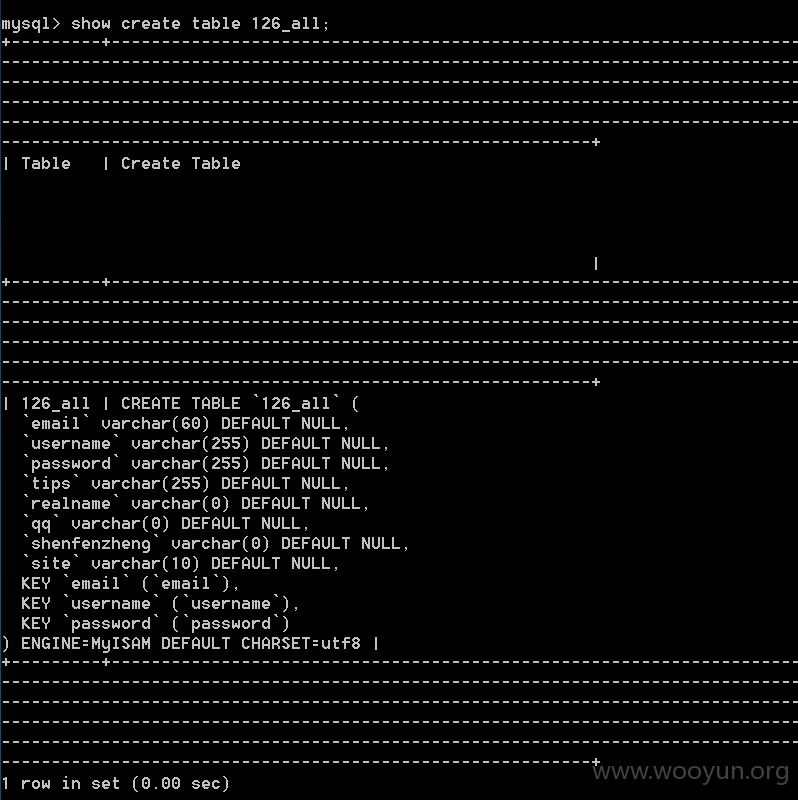 mysql> show create table 126_all;
+---------+---------------------------------------------------------------------
--------------------------------------------------------------------------------
--------------------------------------------------------------------------------
--------------------------------------------------------------------------------
--------------------------------------------------------------------------------
-----------------------------------------------------------+
| Table   | Create Table
|
+---------+---------------------------------------------------------------------
--------------------------------------------------------------------------------
--------------------------------------------------------------------------------
--------------------------------------------------------------------------------
--------------------------------------------------------------------------------
-----------------------------------------------------------+
| 126_all | CREATE TABLE `126_all` (
  `email` varchar(60) DEFAULT NULL,
  `username` varchar(255) DEFAULT NULL,
  `password` varchar(255) DEFAULT NULL,
  `tips` varchar(255) DEFAULT NULL,
  `realname` varchar(0) DEFAULT NULL,
  `qq` varchar(0) DEFAULT NULL,
  `shenfenzheng` varchar(0) DEFAULT NULL,
  `site` varchar(10) DEFAULT NULL,
  KEY `email` (`email`),
  KEY `username` (`username`),
  KEY `password` (`password`)
) ENGINE=MyISAM DEFAULT CHARSET=utf8 |
+---------+---------------------------------------------------------------------
--------------------------------------------------------------------------------
--------------------------------------------------------------------------------
--------------------------------------------------------------------------------
--------------------------------------------------------------------------------
-----------------------------------------------------------+
1 row in set (0.00 sec)
www.wooyun.org